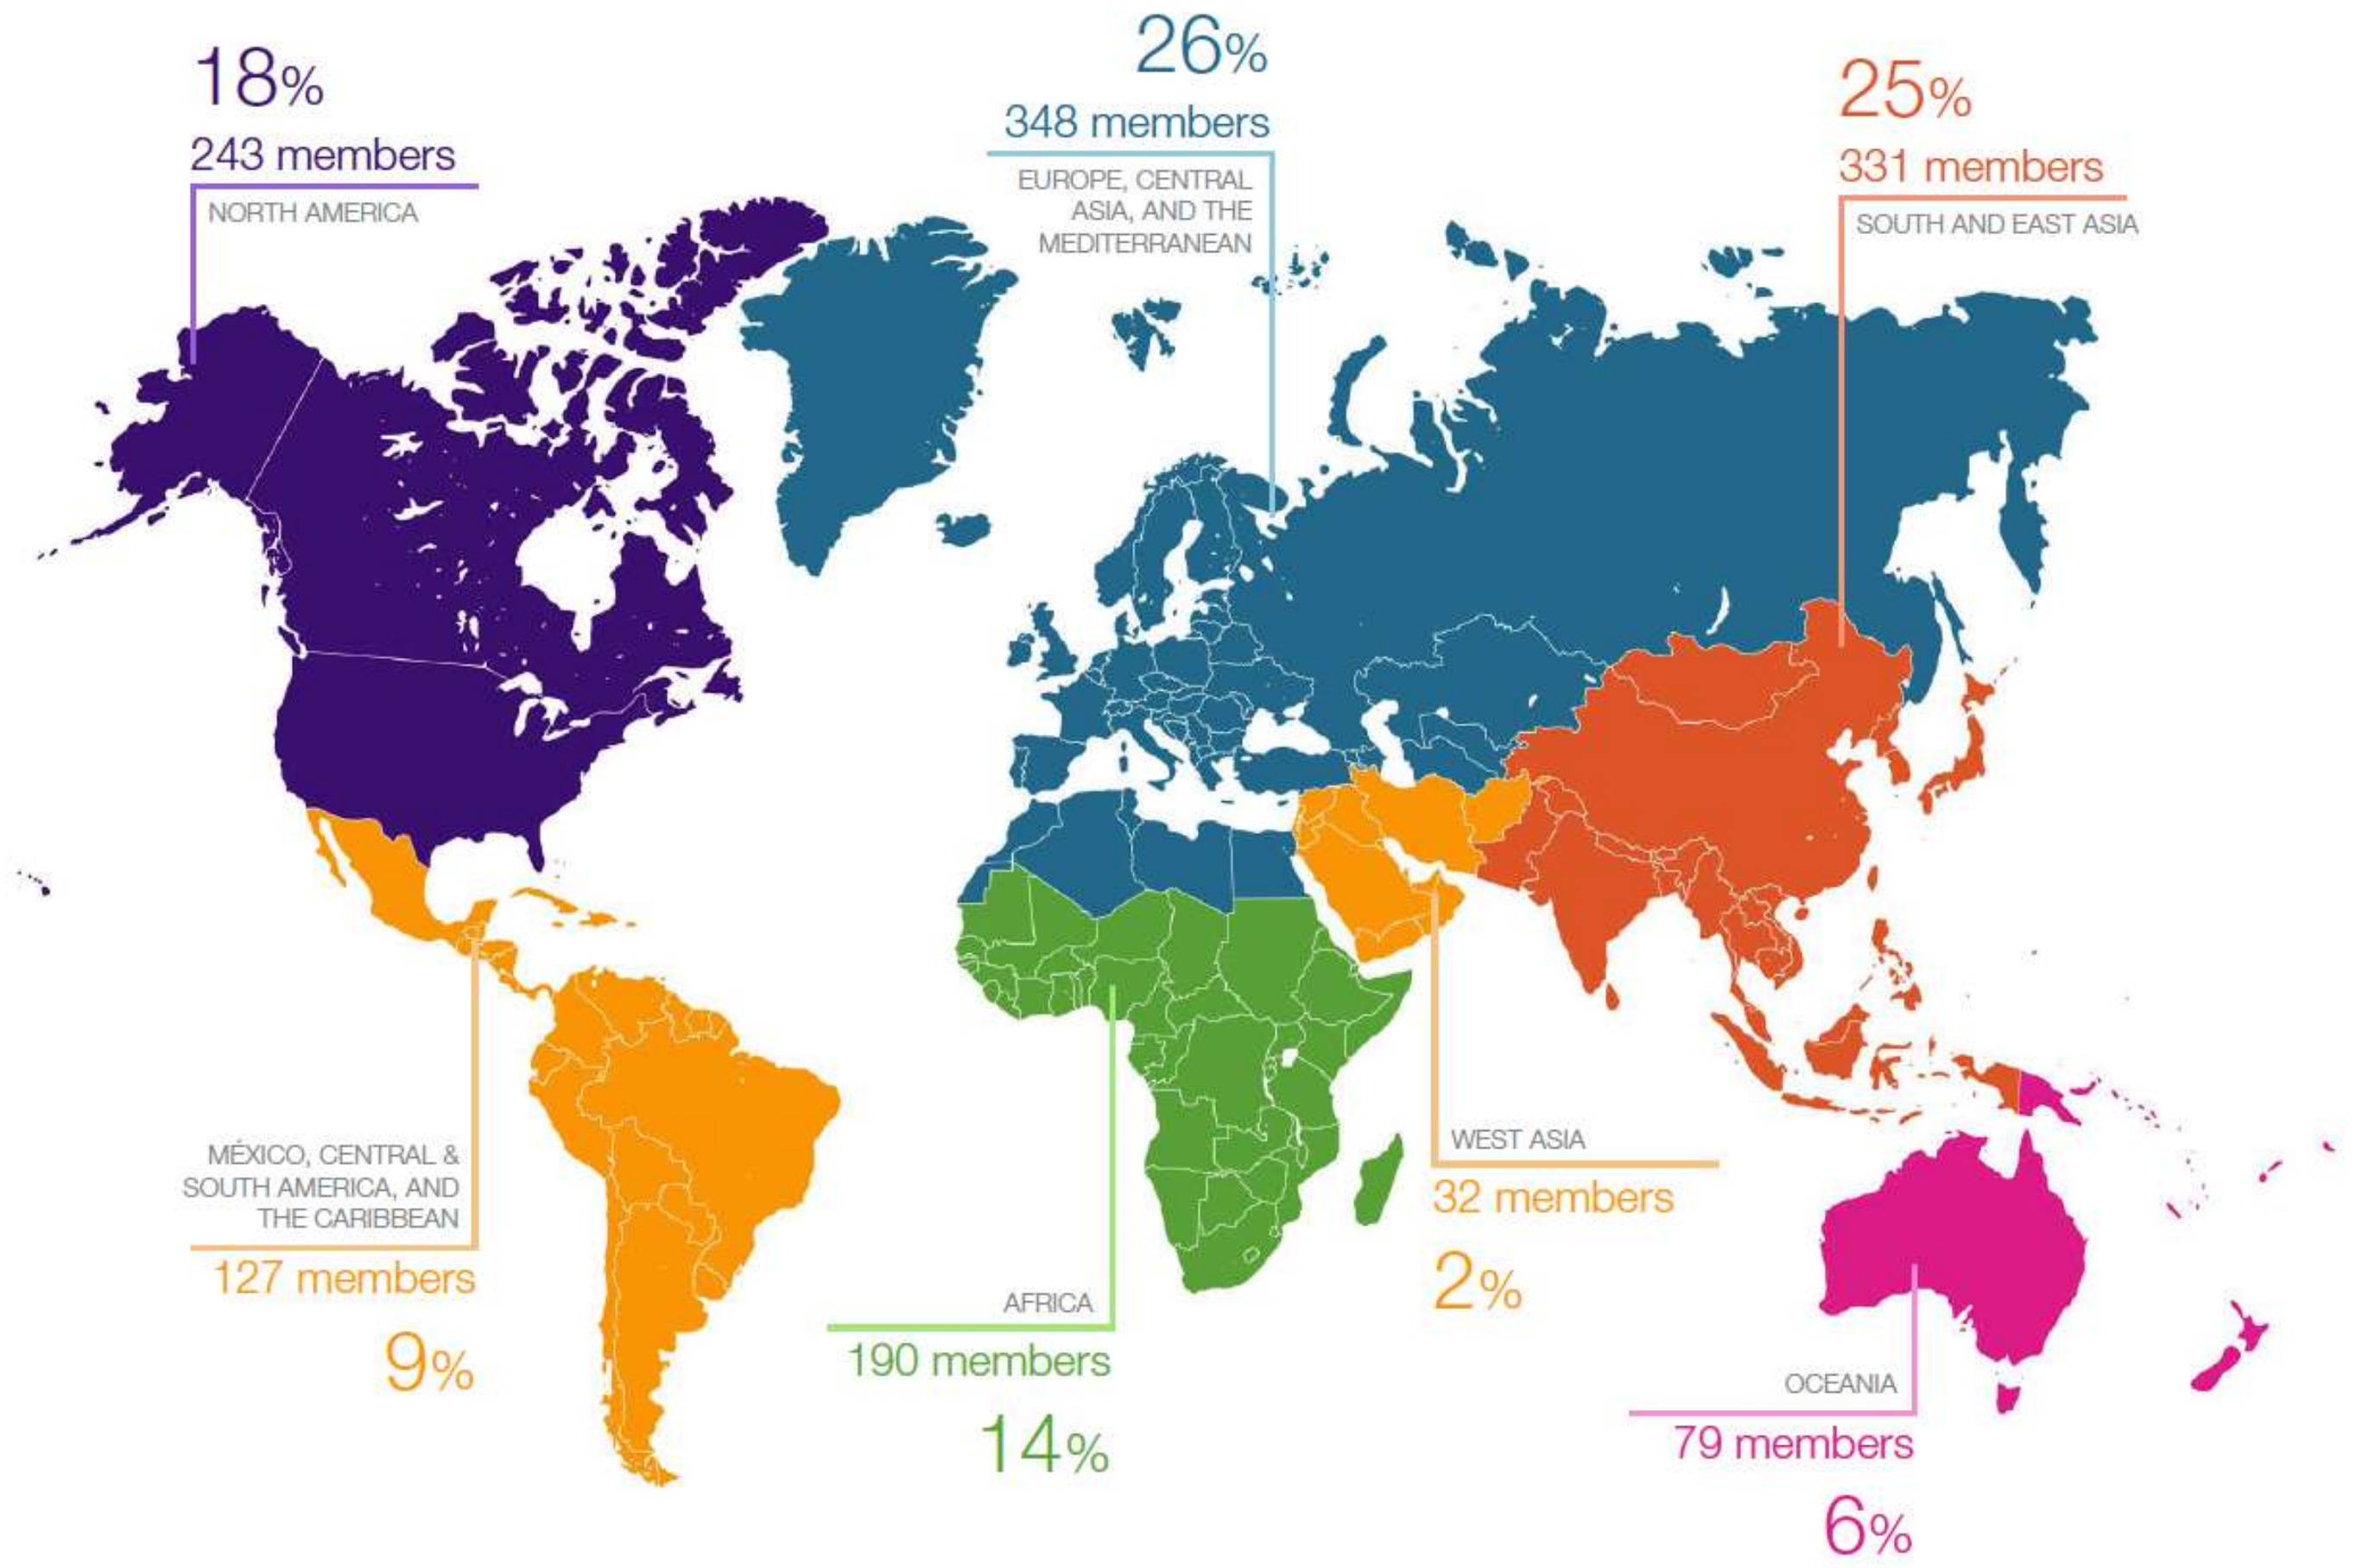 18%
243 members
NORTH AMERICA
26%
348 members
EUROPE, CENTRAL
ASIA, AND THE
MEDITERRANEAN
25%
331 members
SOUTH AND EAST ASIA
MÉXICO, CENTRAL &
SOUTH AMERICA, AND
THE CARIBBEAN
127 members
9%
AFRICA
190 members
14%
WEST ASIA
32 members
2%
OCEANIA
79 members
6%